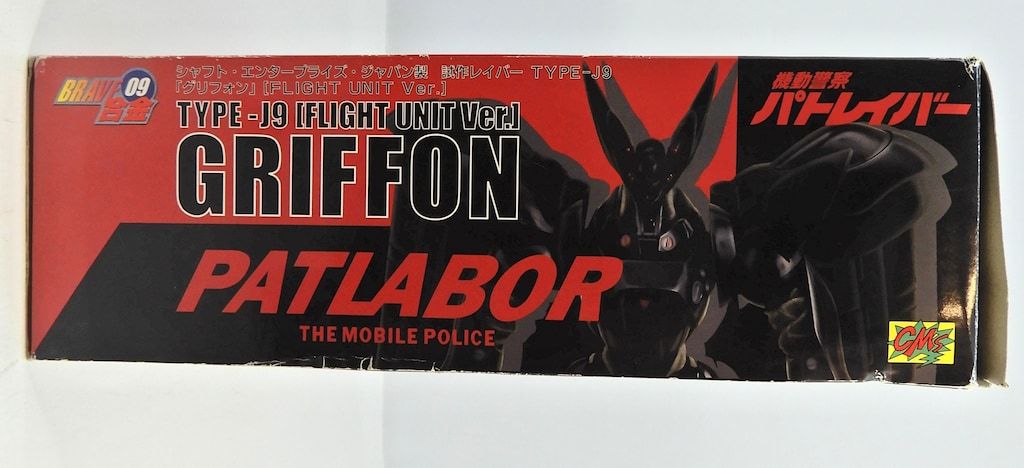 BRAVE 09
合金
シャフト・エンタープライズ・ジャパン製 試作レイバー TYPE-J9
「グリフォン」[FLIGHT UNIT Ver.]
TYPE-J9 [FLIGHT UNIT Ver.]
GRIFFON
PATLABOR
THE MOBILE POLICE
機動警察
パトレイバー
CMs